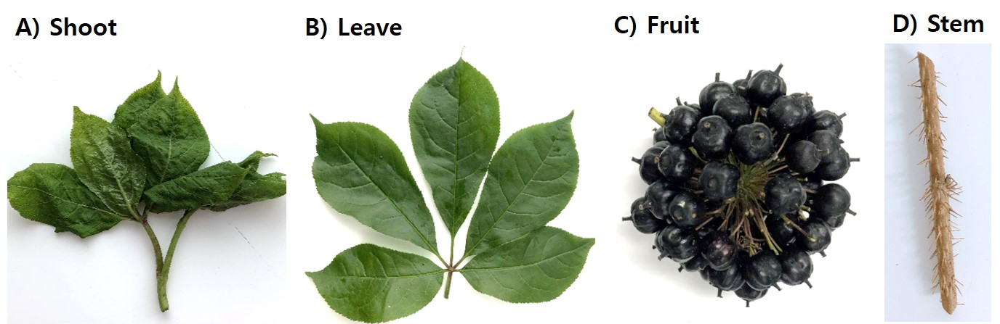 A) Shoot
B) Leave
C) Fruit
D) Stem